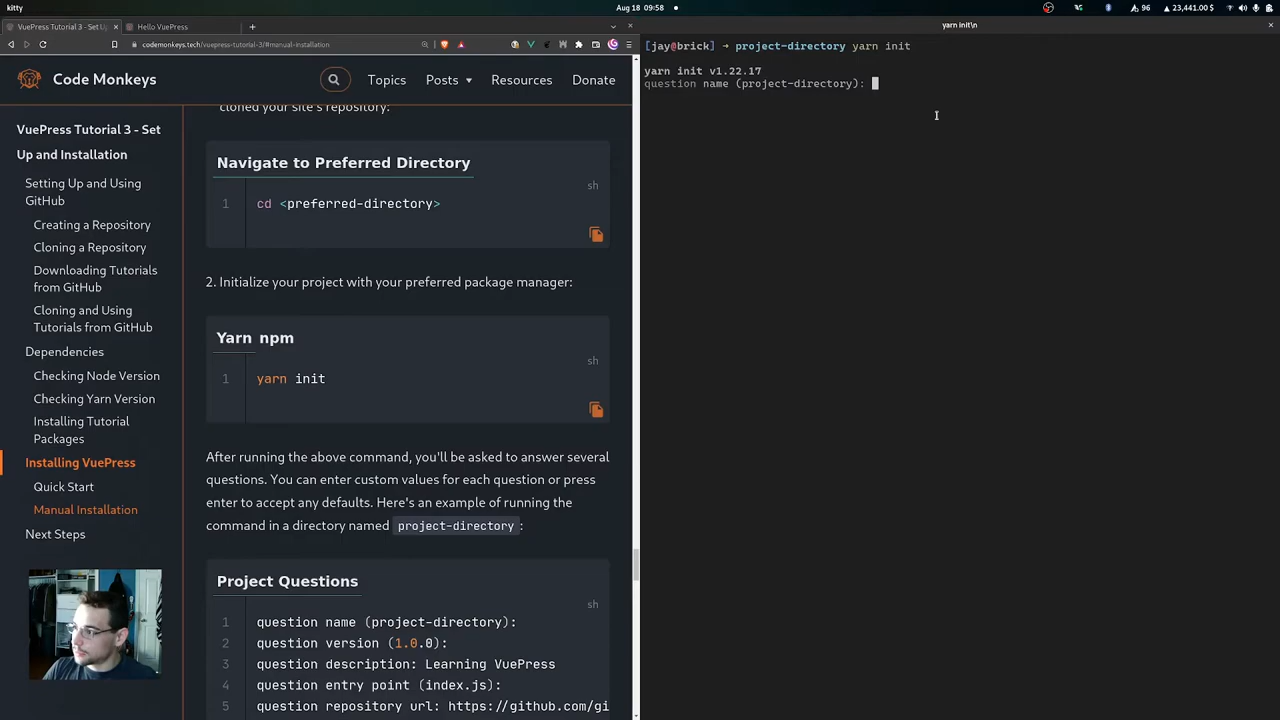 kitty
Aug 18 09:58
96
23,441.00 $
VuePress Tutorial 3 - Set Up
Hello VuePress
yarn init\n
codemonkeys.tech/vuepress-tutorial-3/#manual-installation
Code Monkeys
Topics
Posts
Resources
Donate
VuePress Tutorial 3 - Set
Up and Installation
Setting Up and Using
GitHub
Creating a Repository
Cloning a Repository
Downloading Tutorials
from GitHub
Cloning and Using
Tutorials from GitHub
Dependencies
Checking Node Version
Checking Yarn Version
Installing Tutorial
Packages
Installing VuePress
Quick Start
Manual Installation
Next Steps
cloned your site's repository:
Navigate to Preferred Directory
sh
1 cd <preferred-directory>
2. Initialize your project with your preferred package manager:
Yarn npm
sh
1 yarn init
After running the above command, you'll be asked to answer several
questions. You can enter custom values for each question or press
enter to accept any defaults. Here's an example of running the
command in a directory named project-directory :
Project Questions
sh
1 question name (project-directory):
2 question version (1.0.0):
3 question description: Learning VuePress
4 question entry point (index.js):
5 question repository url: https://github.com/gi
[jay@brick] → project-directory yarn init
yarn init v1.22.17
question name (project-directory):